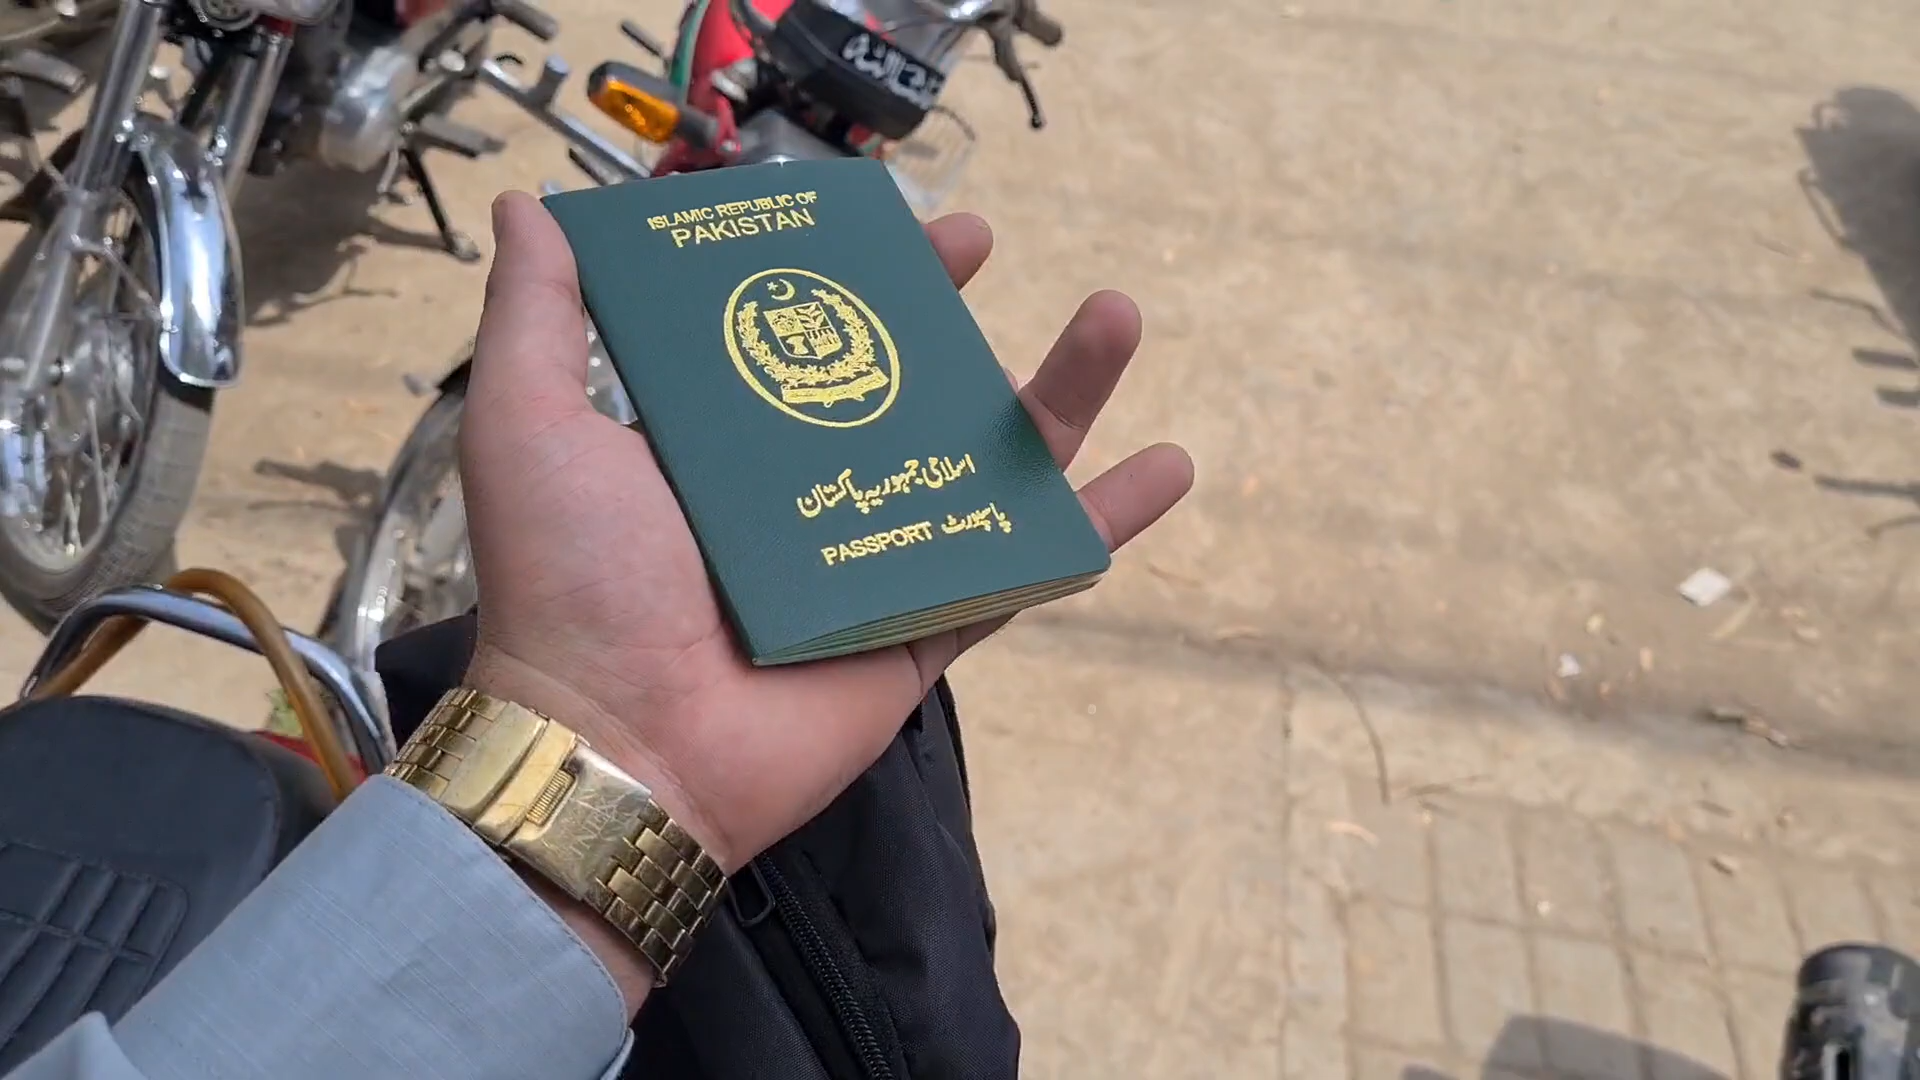 ISLAMIC REPUBLIC OF
PAKISTAN
اسلامی جمہوریہ پاکستان
PASSPORT پاسپورٹ